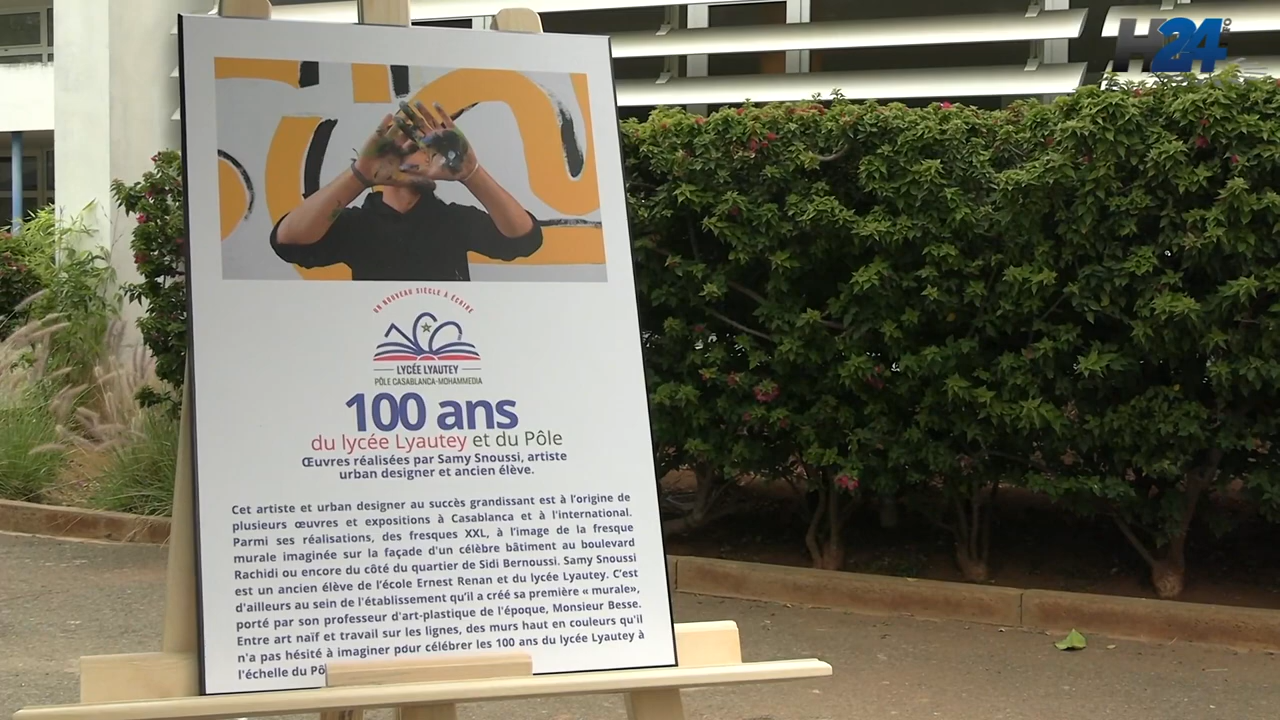 H24
INFO
UN NOUVEAU SIÈCLE À ÉCRIRE
LYCÉE LYAUTEY
PÔLE CASABLANCA-MOHAMMEDIA
100 ans
du lycée Lyautey et du Pôle
Œuvres réalisées par Samy Snoussi, artiste
urban designer et ancien élève.
Cet artiste et urban designer au succès grandissant est à l'origine de
plusieurs œuvres et expositions à Casablanca et à l'international.
Parmi ses réalisations, des fresques XXL, à l'image de la fresque
murale imaginée sur la façade d'un célèbre bâtiment au boulevard
Rachidi ou encore du côté du quartier de Sidi Bernoussi. Samy Snoussi
est un ancien élève de l'école Ernest Renan et du lycée Lyautey. C'est
d'ailleurs au sein de l'établissement qu'il a créé sa première « murale»,
porté par son professeur d'art-plastique de l'époque, Monsieur Besse.
Entre art naïf et travail sur les lignes, des murs haut en couleurs qu'il
n'a pas hésité à imaginer pour célébrer les 100 ans du lycée Lyautey à
l'échelle du Pô